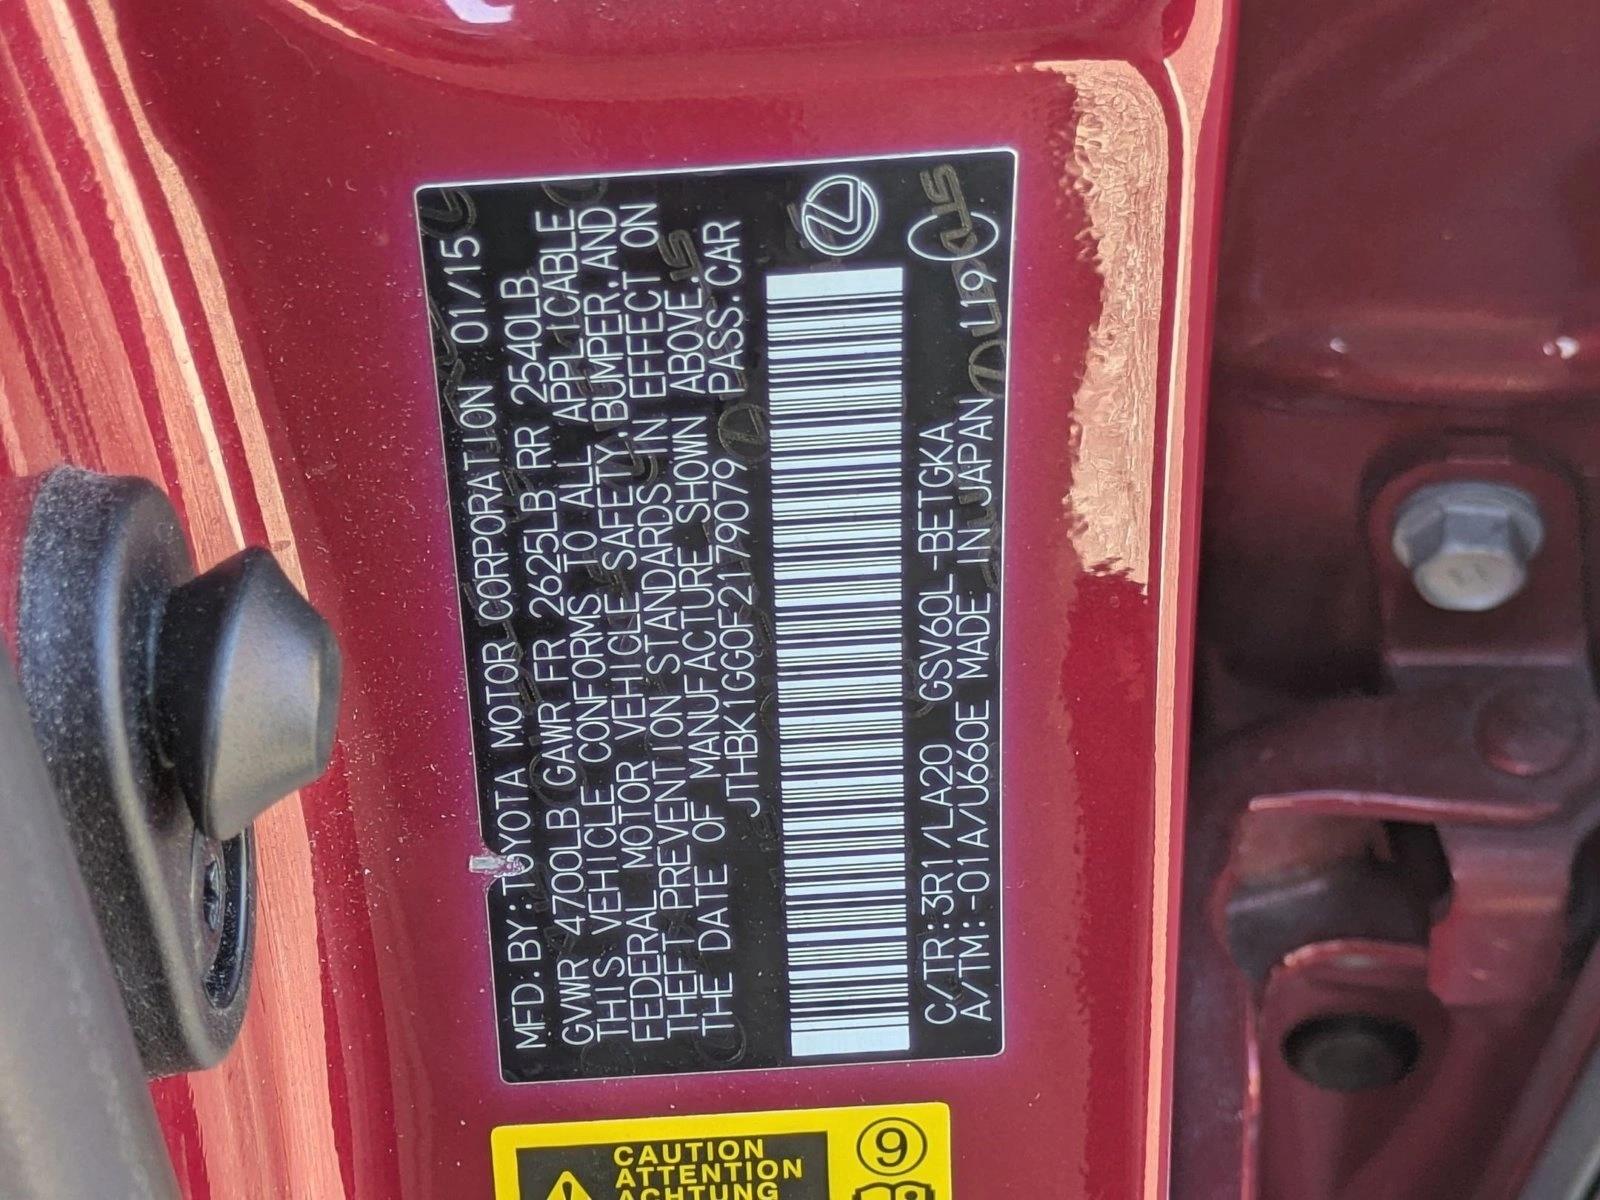 MFD.BY:TOYOTA MOTOR CORPORATION 01/15
GVWR 4700LB GAWR FR 2625LB RR 2540LB
THIS VEHICLE CONFORMS TO ALL APPLICABLE
FEDERAL MOTOR VEHICLE SAFETY.BUMPER.AND
THEFT PREVENTION STANDARDS IN EFFECT ON
THE DATE OF MANUFACTURE SHOWN ABOVE.
JTHBK1GG0F2179079 PASS.CAR
C/TR:3R1/LA20 GSV60L-BETGKA
A/TM:-01A/U660E MADE IN JAPAN L19
CAUTION
ATTENTION
ACHTUNG
9